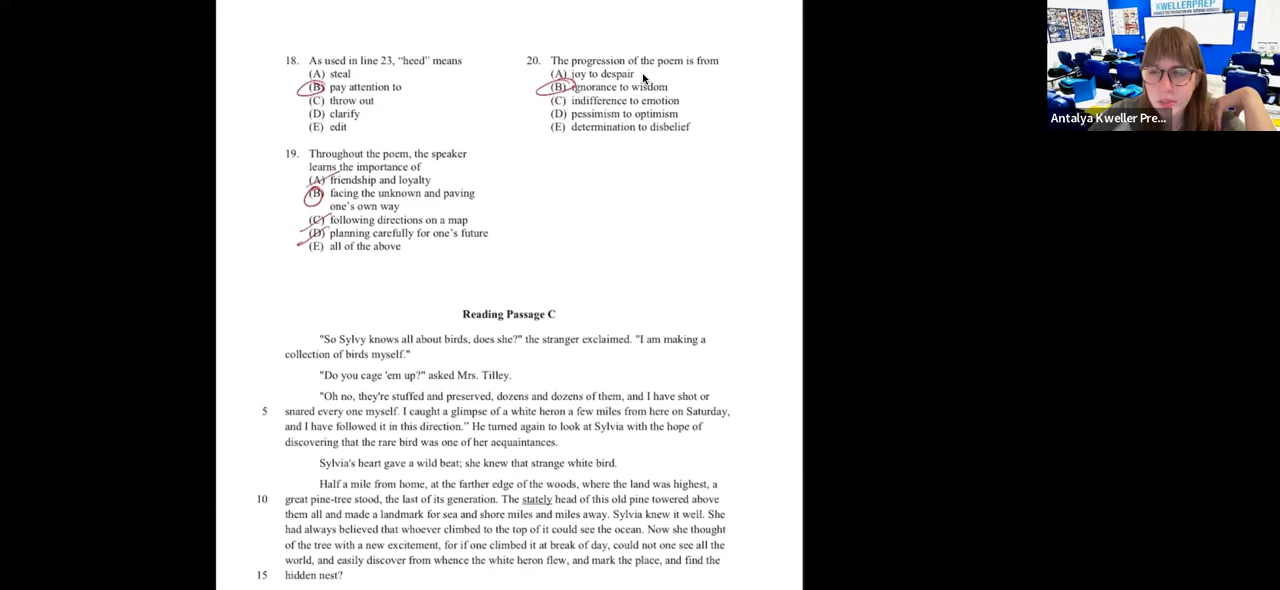 18. As used in line 23, "heed" means
(A) steal
(B) pay attention to
(C) throw out
(D) clarify
(E) edit
19. Throughout the poem, the speaker
learns the importance of
(A) friendship and loyalty
(B) facing the unknown and paving
one's own way
(C) following directions on a map
(D) planning carefully for one's future
(E) all of the above
20. The progression of the poem is from
(A) joy to despair
(B) ignorance to wisdom
(C) indifference to emotion
(D) pessimism to optimism
(E) determination to disbelief
Reading Passage C
"So Sylvy knows all about birds, does she?" the stranger exclaimed. "I am making a
collection of birds myself."
"Do you cage 'em up?" asked Mrs. Tilley.
"Oh no, they're stuffed and preserved, dozens and dozens of them, and I have shot or
5 snared every one myself. I caught a glimpse of a white heron a few miles from here on Saturday,
and I have followed it in this direction." He turned again to look at Sylvia with the hope of
discovering that the rare bird was one of her acquaintances.
Sylvia's heart gave a wild beat; she knew that strange white bird.
Half a mile from home, at the farther edge of the woods, where the land was highest, a
10 great pine-tree stood, the last of its generation. The stately head of this old pine towered above
them all and made a landmark for sea and shore miles and miles away. Sylvia knew it well. She
had always believed that whoever climbed to the top of it could see the ocean. Now she thought
of the tree with a new excitement, for if one climbed it at break of day, could not one see all the
world, and easily discover from whence the white heron flew, and mark the place, and find the
15 hidden nest?
KWELLERPREP
Antalya Kweller Pre...